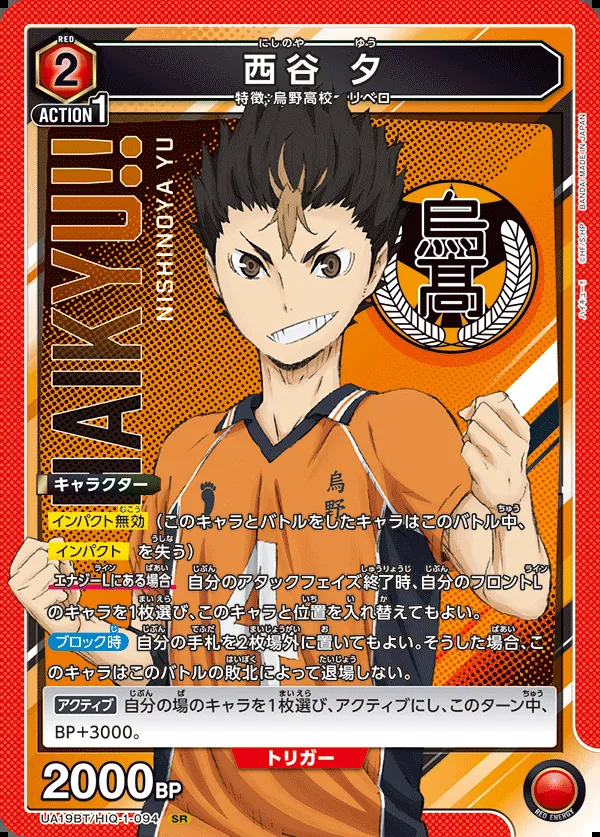 RED
2
ACTION 1
にしのや ゆう
西谷 夕
特徴:烏野高校 リベロ
HAIKYU!!
NISHINOYA YU
烏高
烏野
©HF/S・HP BANDAI MADE IN JAPAN
ハイキュー!!
キャラクター
インパクト無効 (このキャラとバトルをしたキャラはこのバトル中、
インパクト を失う)
エナジーLにある場合 自分のアタックフェイズ終了時、自分のフロントL
のキャラを1枚選び、このキャラと位置を入れ替えてもよい。
ブロック時 自分の手札を2枚場外に置いてもよい。そうした場合、こ
のキャラはこのバトルの敗北によって退場しない。
アクティブ 自分の場のキャラを1枚選び、アクティブにし、このターン中、
BP+3000。
トリガー
2000BP
UA19BT/HIQ-1-094 SR
RED ENERGY